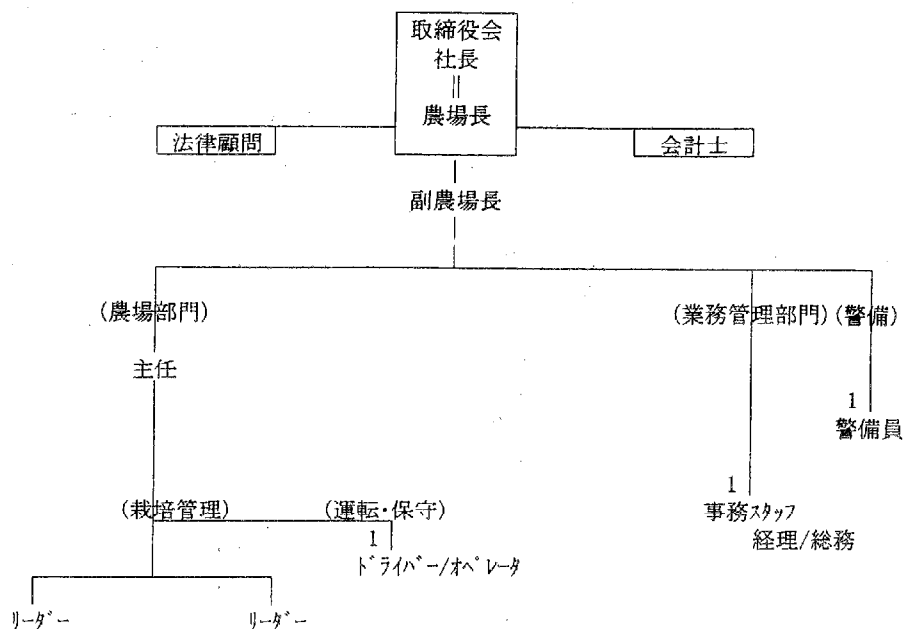 取締役会
社長
||
農場長
法律顧問
会計士
副農場長
(農場部門)
(業務管理部門)(警備)
主任
1
警備員
1
(栽培管理)
(運転・保守)
事務スタッフ
経理/総務
1
ドライバー/オペレータ
リーダー
リーダー